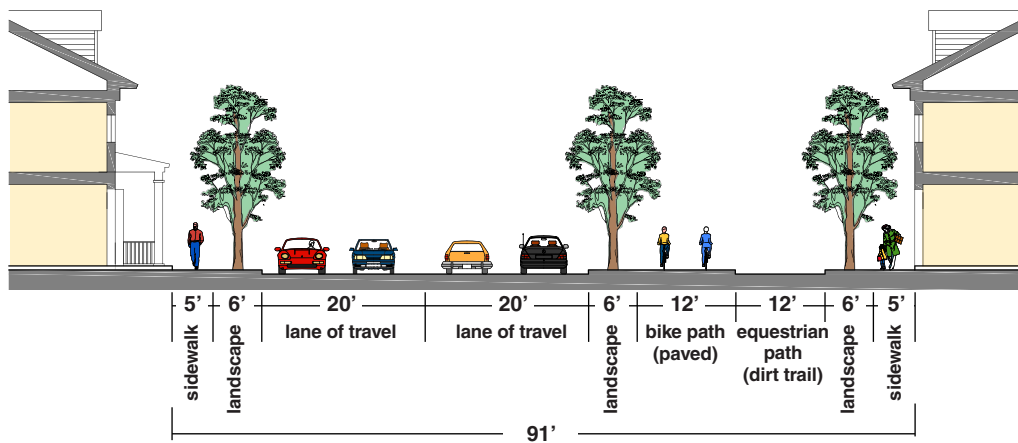 5’ 6’ 20’ 20’ 6’ 12’ 12’ 6’ 5’
sidewalk
landscape
lane of travel
lane of travel
landscape
bike path
(paved)
equestrian
path
(dirt trail)
landscape
sidewalk
91’